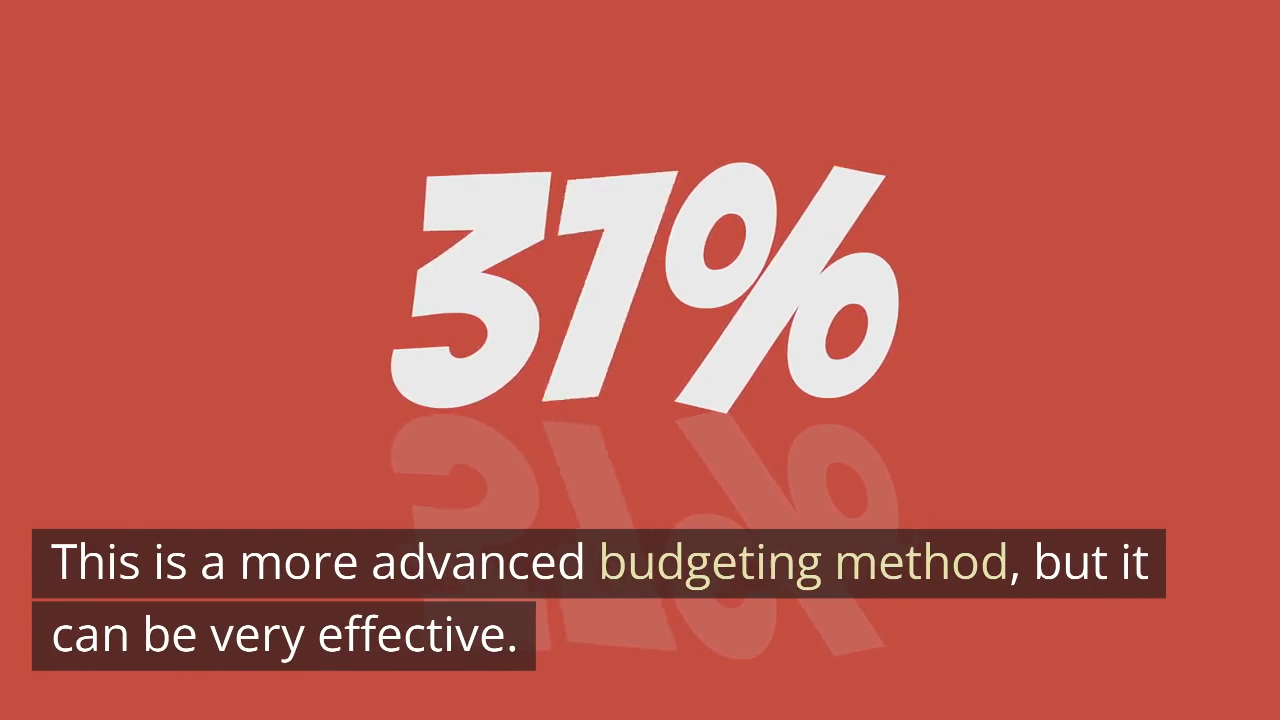 37%
This is a more advanced budgeting method, but it
can be very effective.